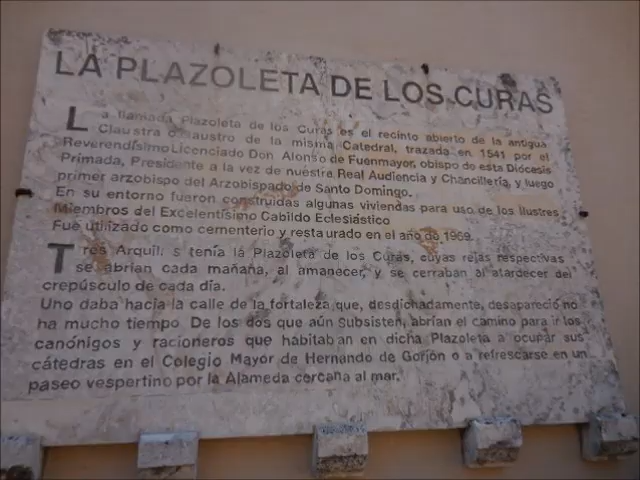 LA PLAZOLETA DE LOS CURAS
La llamada Plazoleta de los Curas es el recinto abierto de la antigua
Claustra o claustro de la misma Catedral, trazada en 1541 por el
Reverendísimo Licenciado Don Alonso de Fuenmayor, obispo de esta Diócesis
Primada, Presidente a la vez de nuestra Real Audiencia y Chancillería, y luego
primer arzobispo del Arzobispado de Santo Domingo.
En su entorno fueron construidas algunas viviendas para uso de los Ilustres
Miembros del Excelentísimo Cabildo Eclesiástico
Fue utilizado como cementerio y restaurado en el año de 1969.
Tres Arquil. s tenía la Plazoleta de los Curas, cuyas rejas respectivas
se abrían cada mañana, al amanecer, y se cerraban al atardecer del
crepúsculo de cada día.
Uno daba hacia la calle de la fortaleza que, desdichadamente, desapareció no
ha mucho tiempo. De los dos que aún Subsisten, abrían el camino para ir los
canónigos y racioneros que habitaban en dicha Plazoleta a ocupar sus
cátedras en el Colegio Mayor de Hernando de Gorjón o a refrescarse en un
paseo vespertino por la Alameda cercana al mar.